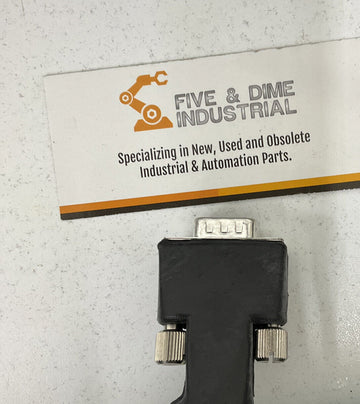 FIVE & DIME
INDUSTRIAL
Specializing in New, Used and Obsolete
Industrial & Automation Parts.